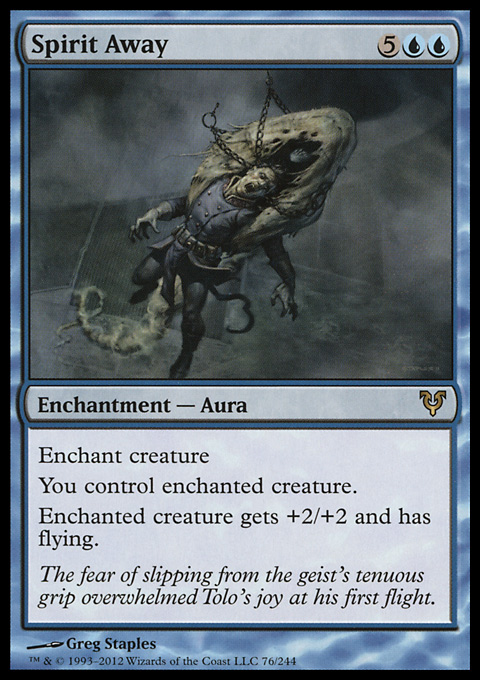 Spirit Away 5
Enchantment — Aura
Enchant creature
You control enchanted creature.
Enchanted creature gets +2/+2 and has
flying.
The fear of slipping from the geist's tenuous
grip overwhelmed Tolo's joy at his first flight.
Greg Staples
™ & © 1993–2012 Wizards of the Coast LLC 76/244